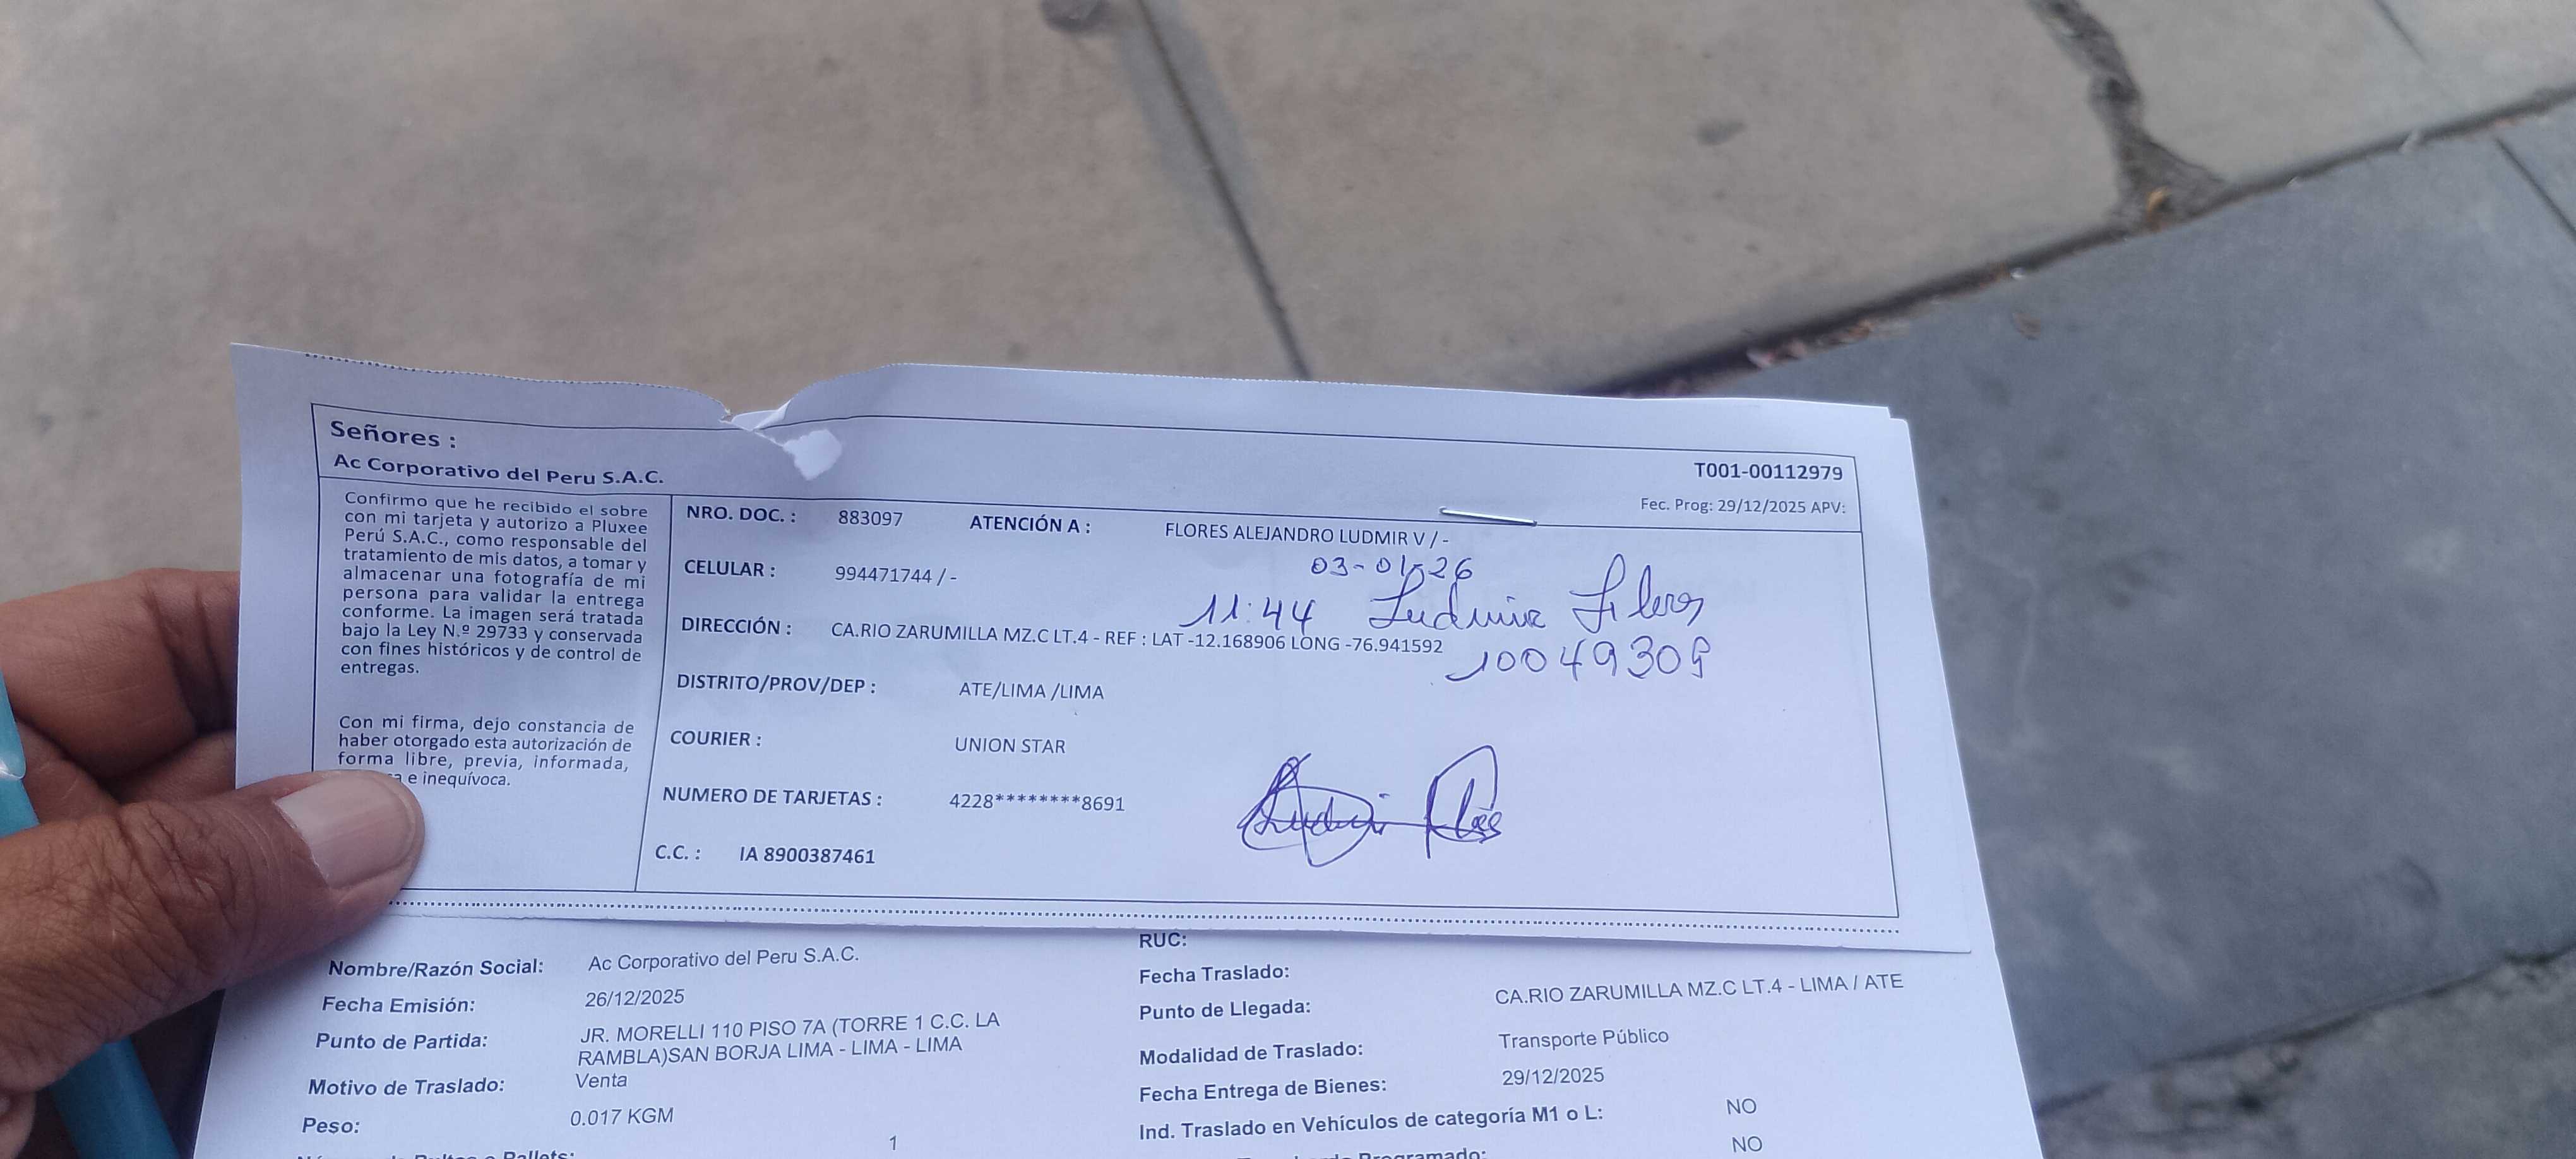 Señores :
Ac Corporativo del Peru S.A.C.
T001-00112979
Fec. Prog: 29/12/2025 APV:
Confirmo que he recibido el sobre
con mi tarjeta y autorizo a Pluxee
Perú S.A.C., como responsable del
tratamiento de mis datos, a tomar y
almacenar una fotografía de mi
persona para validar la entrega
conforme. La imagen será tratada
bajo la Ley N.º 29733 y conservada
con fines históricos y de control de
entregas.
Con mi firma, dejo constancia de
haber otorgado esta autorización de
forma libre, previa, informada,
e inequívoca.
NRO. DOC. : 883097 ATENCIÓN A : FLORES ALEJANDRO LUDMIR V / -
03-01-26
CELULAR : 994471744 / -
11:44 Ludmir Flores
DIRECCIÓN : CA.RIO ZARUMILLA MZ.C LT.4 - REF : LAT -12.168906 LONG -76.941592
10049309
DISTRITO/PROV/DEP : ATE/LIMA /LIMA
COURIER : UNION STAR
NUMERO DE TARJETAS : 4228********8691
C.C. : IA 8900387461
Nombre/Razón Social: Ac Corporativo del Peru S.A.C.
Fecha Emisión: 26/12/2025
Punto de Partida: JR. MORELLI 110 PISO 7A (TORRE 1 C.C. LA
RAMBLA)SAN BORJA LIMA - LIMA - LIMA
Motivo de Traslado: Venta
Peso: 0.017 KGM
1
RUC:
Fecha Traslado:
Punto de Llegada: CA.RIO ZARUMILLA MZ.C LT.4 - LIMA / ATE
Modalidad de Traslado: Transporte Público
Fecha Entrega de Bienes: 29/12/2025
Ind. Traslado en Vehículos de categoría M1 o L: NO
NO